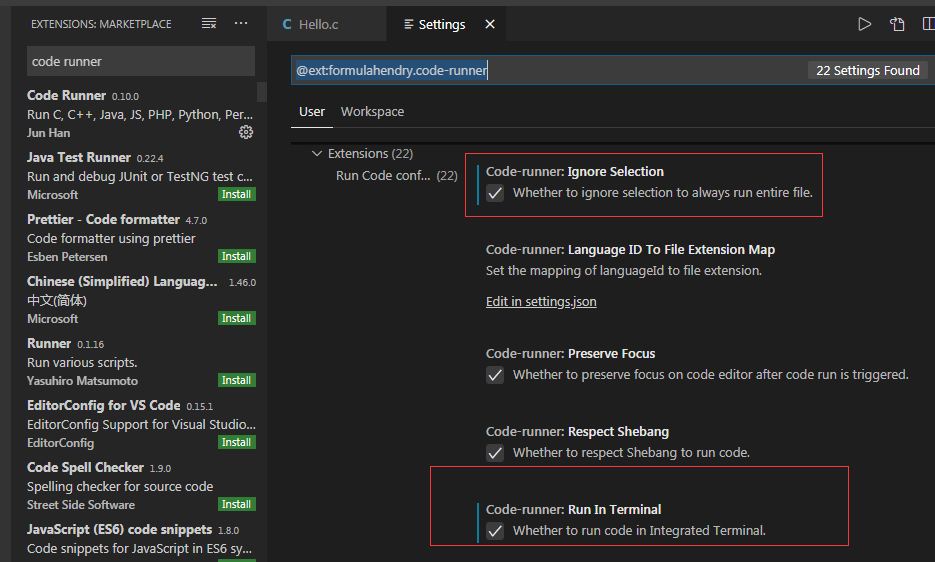 EXTENSIONS: MARKETPLACE
code runner
Code Runner 0.10.0
Run C, C++, Java, JS, PHP, Python, Per...
Jun Han
Java Test Runner 0.22.4
Run and debug JUnit or TestNG test c...
Microsoft Install
Prettier - Code formatter 4.7.0
Code formatter using prettier
Esben Petersen Install
Chinese (Simplified) Languag... 1.46.0
中文(简体)
Microsoft Install
Runner 0.1.16
Run various scripts.
Yasuhiro Matsumoto Install
EditorConfig for VS Code 0.15.1
EditorConfig Support for Visual Studio...
EditorConfig Install
Code Spell Checker 1.9.0
Spelling checker for source code
Street Side Software Install
JavaScript (ES6) code snippets 1.8.0
Code snippets for JavaScript in ES6 sy...
C Hello.c
Settings
@ext:formulahendry.code-runner
22 Settings Found
User Workspace
Extensions (22)
Run Code conf... (22)
Code-runner: Ignore Selection
Whether to ignore selection to always run entire file.
Code-runner: Language ID To File Extension Map
Set the mapping of languageId to file extension.
Edit in settings.json
Code-runner: Preserve Focus
Whether to preserve focus on code editor after code run is triggered.
Code-runner: Respect Shebang
Whether to respect Shebang to run code.
Code-runner: Run In Terminal
Whether to run code in Integrated Terminal.